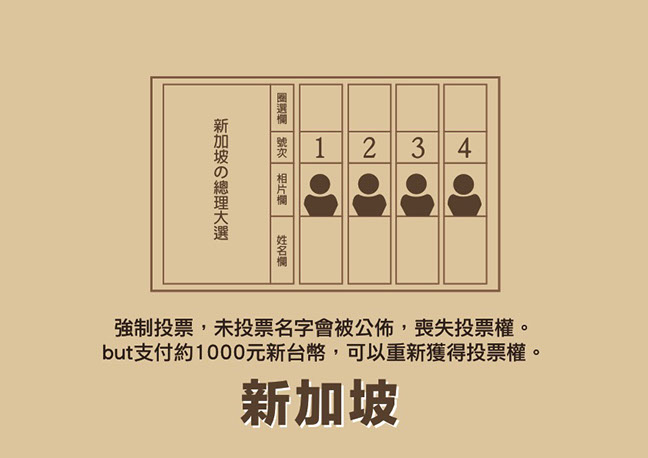 新加坡の總理大選
圈選欄
號次
相片欄
姓名欄
1 2 3 4
強制投票，未投票名字會被公佈，喪失投票權。
but支付約1000元新台幣，可以重新獲得投票權。
新加坡